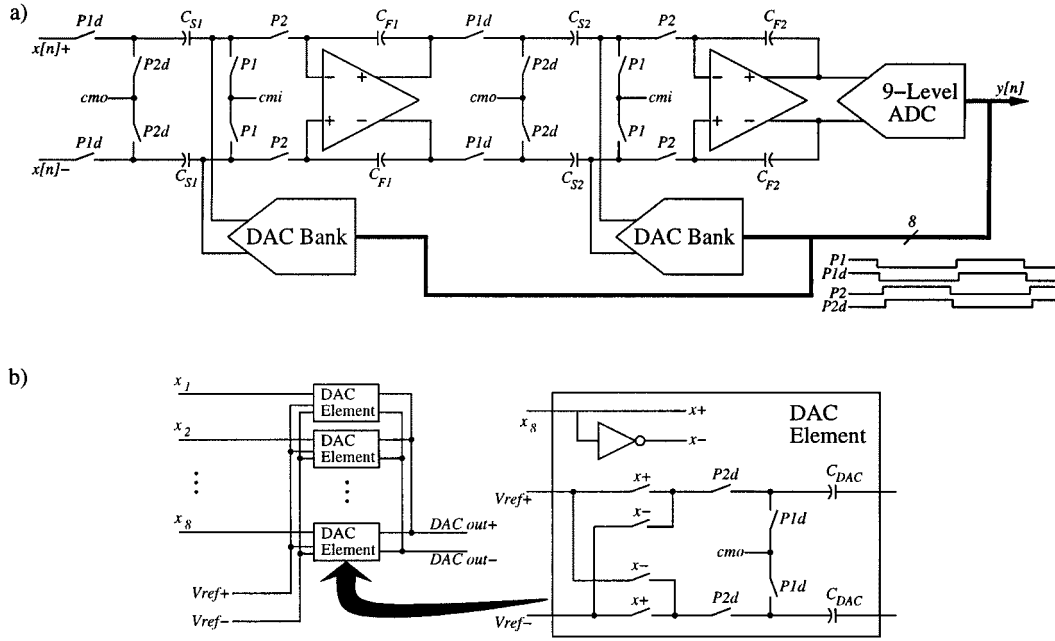 a)
P1d C_S1 P2 C_F1 P1d C_S2 P2 C_F2
x[n]+
P2d P1 P2d P1
cmo cmi cmo cmi
+ + 9−Level ADC y[n]
P2d P1 P2d P1
P1d P2 P1d P2
x[n]− C_S1 C_F1 C_S2 C_F2
DAC Bank DAC Bank 8
P1
P1d
P2
P2d
b)
x_1 DAC Element
x_2 DAC Element
x_8 DAC Element
DAC out+
DAC out−
Vref+
Vref−
DAC Element
x_8 x+
x−
Vref+ x+ P2d C_DAC
x− P1d
cmo
x− P1d
Vref− x+ P2d C_DAC